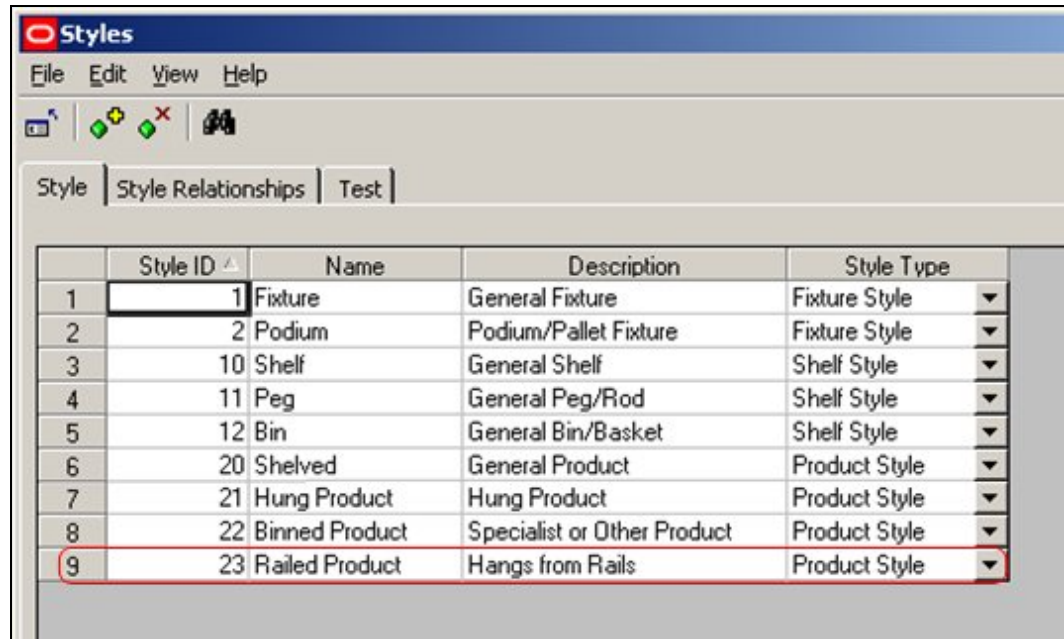 Styles
File Edit View Help
Style Style Relationships Test
Style ID Name Description Style Type
1 1 Fixture General Fixture Fixture Style
2 2 Podium Podium/Pallet Fixture Fixture Style
3 10 Shelf General Shelf Shelf Style
4 11 Peg General Peg/Rod Shelf Style
5 12 Bin General Bin/Basket Shelf Style
6 20 Shelved General Product Product Style
7 21 Hung Product Hung Product Product Style
8 22 Binned Product Specialist or Other Product Product Style
9 23 Railed Product Hangs from Rails Product Style